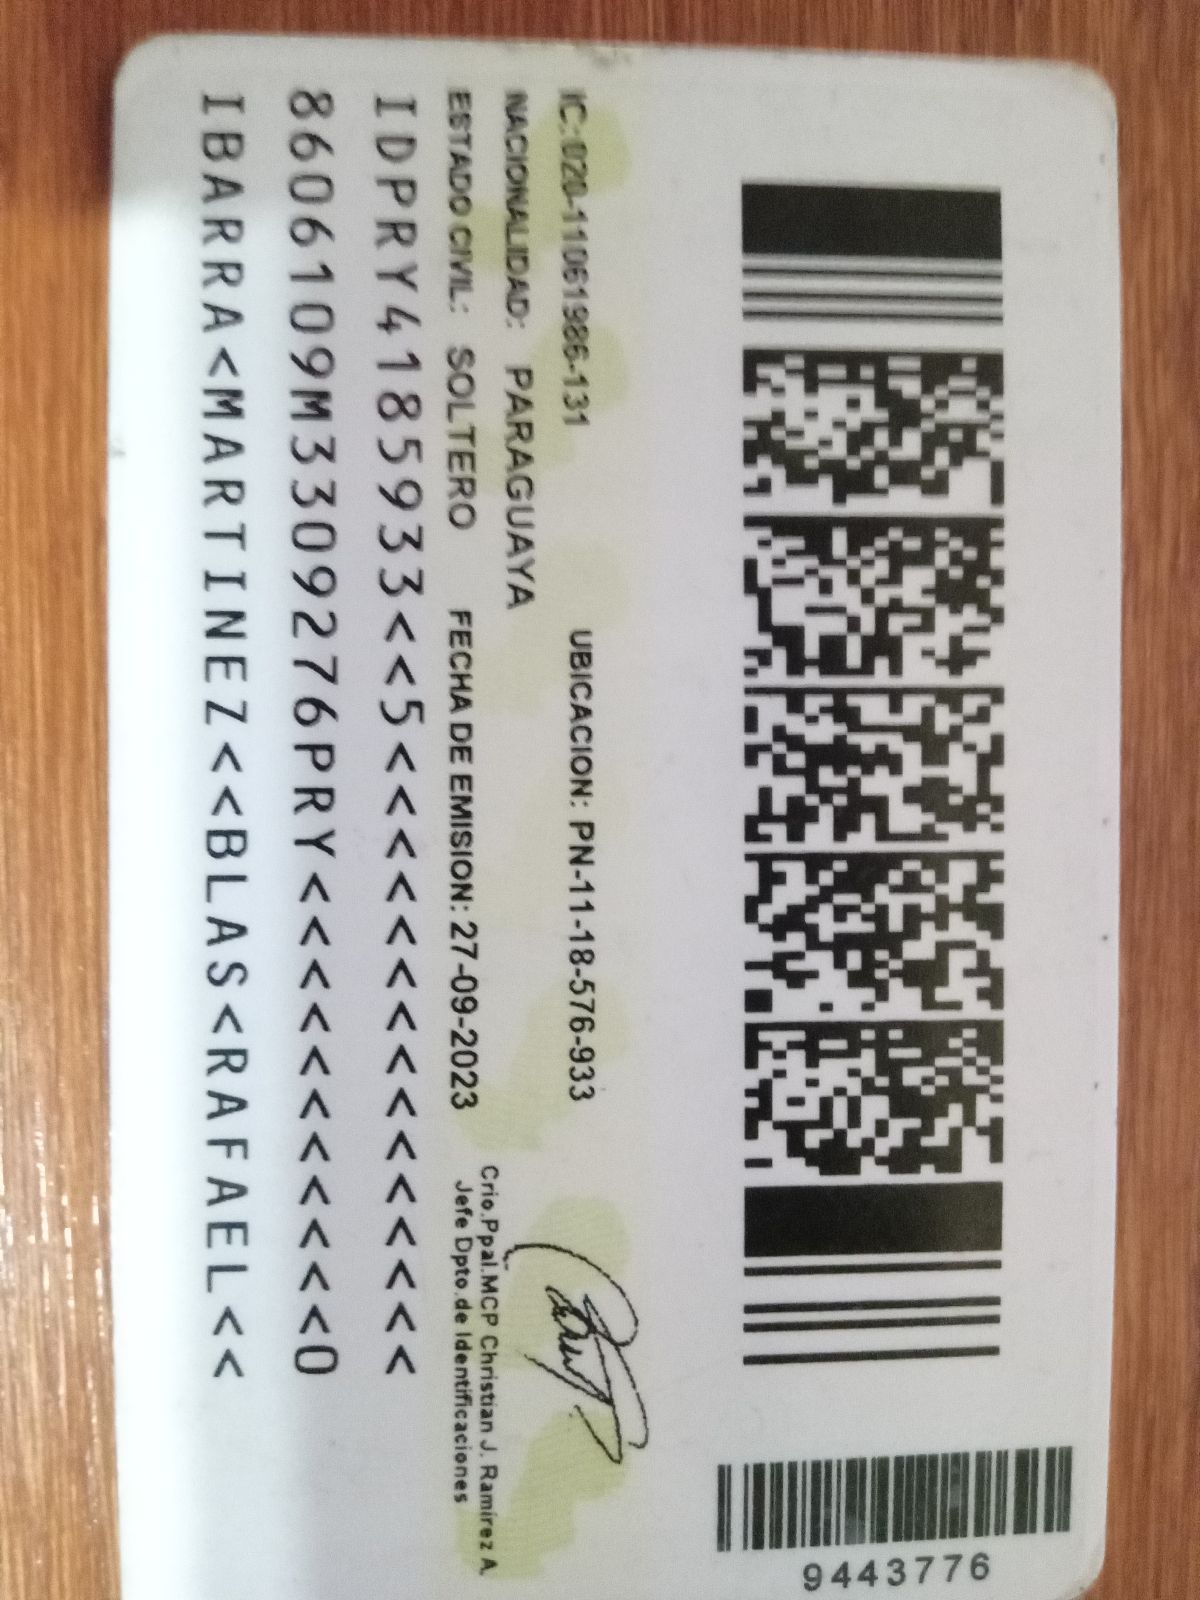 9443776
IC:020-11061986-131 UBICACION: PN-11-18-576-933
NACIONALIDAD: PARAGUAYA
ESTADO CIVIL: SOLTERO FECHA DE EMISION: 27-09-2023
Crio.Ppal.MCP Christian J. Ramirez A.
Jefe Dpto.de Identificaciones
IDPRY4185933<<5<<<<<<<<<<<<<<<
8606109M3309276PRY<<<<<<<<<<<0
IBARRA<MARTINEZ<<BLAS<RAFAEL<<